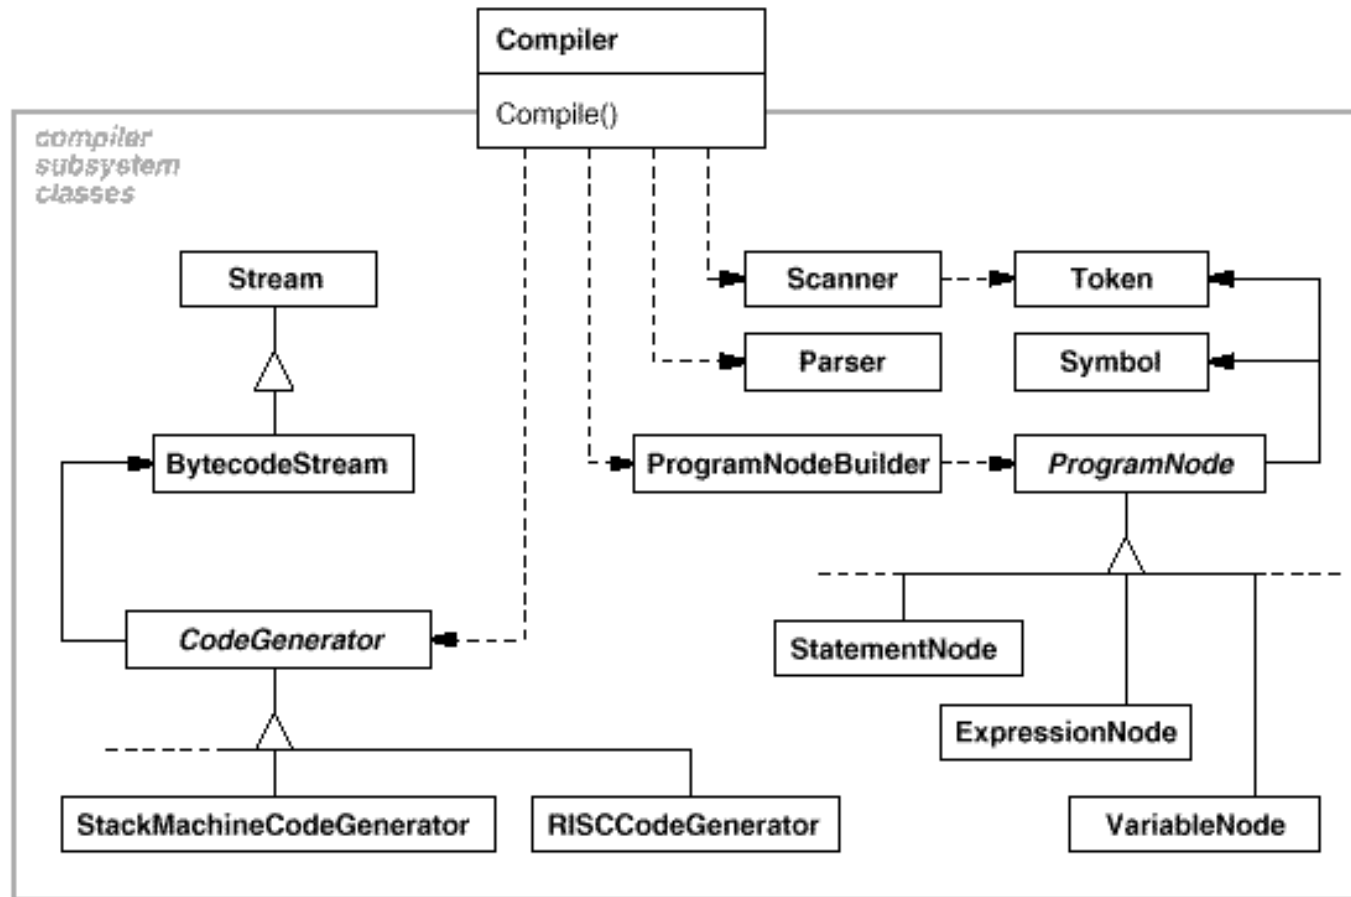 Compiler
Compile()
compiler
subsystem
classes
Stream
Scanner
Token
Parser
Symbol
BytecodeStream
ProgramNodeBuilder
ProgramNode
CodeGenerator
StatementNode
ExpressionNode
StackMachineCodeGenerator
RISCCodeGenerator
VariableNode